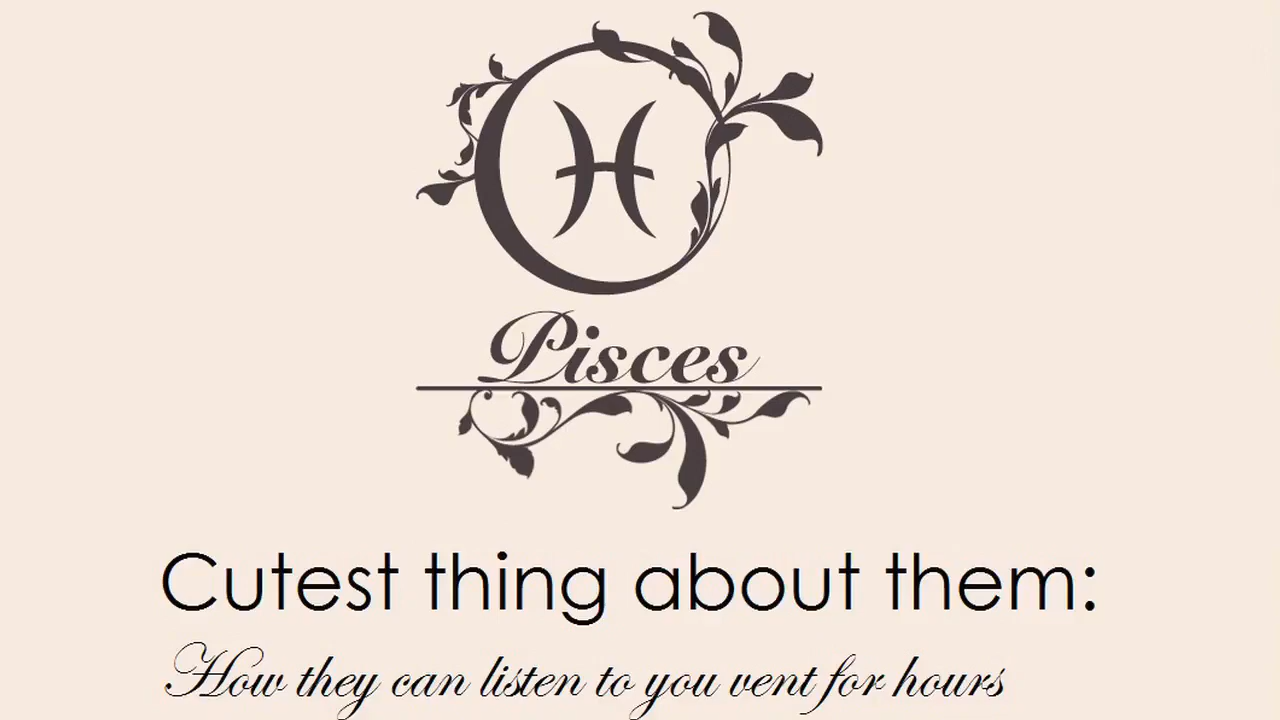 Pisces
Cutest thing about them:
How they can listen to you vent for hours